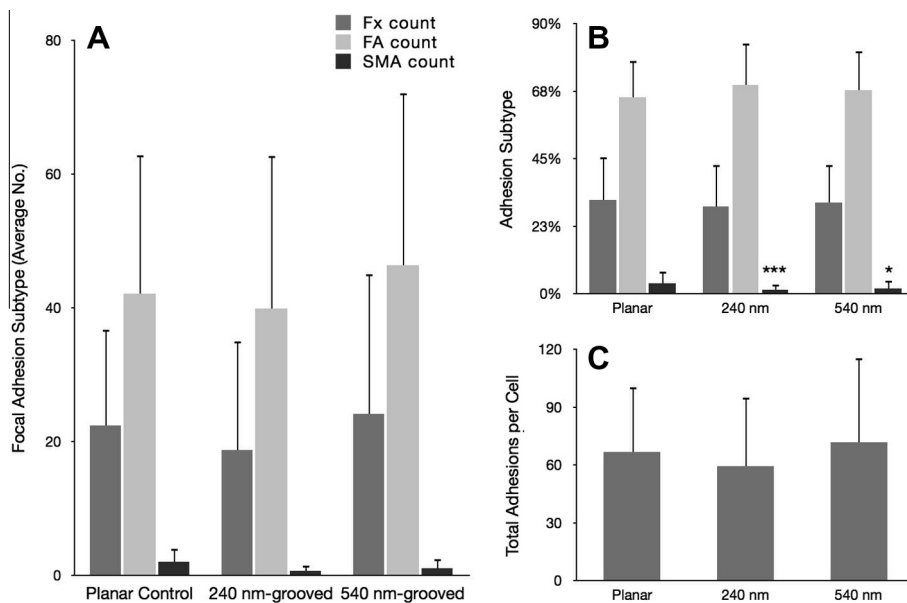 A
Fx count
FA count
SMA count
Focal Adhesion Subtype (Average No.)
80
60
40
20
0
Planar Control
240 nm-grooved
540 nm-grooved
B
Adhesion Subtype
90%
68%
45%
23%
0%
***
*
Planar
240 nm
540 nm
C
Total Adhesions per Cell
120
90
60
30
0
Planar
240 nm
540 nm